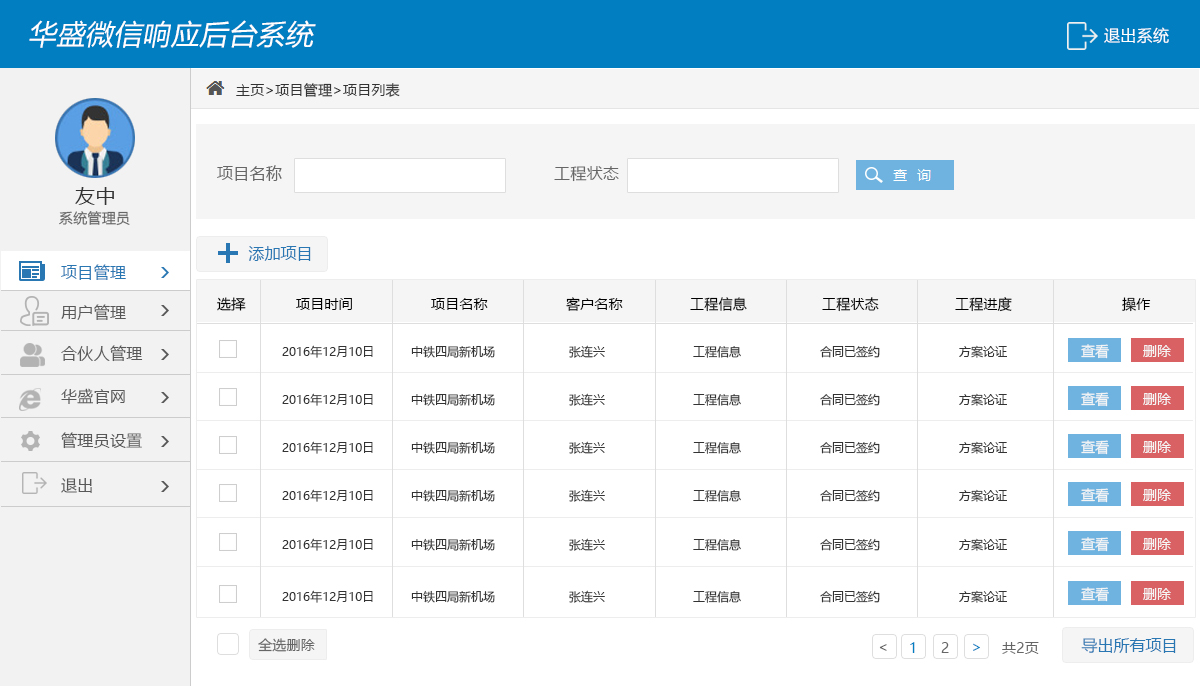 华盛微信响应后台系统
退出系统
主页>项目管理>项目列表
友中
系统管理员
项目管理
用户管理
合伙人管理
华盛官网
管理员设置
退出
项目名称 工程状态 查 询
添加项目
选择 项目时间 项目名称 客户名称 工程信息 工程状态 工程进度 操作
2016年12月10日 中铁四局新机场 张连兴 工程信息 合同已签约 方案论证 查看 删除
2016年12月10日 中铁四局新机场 张连兴 工程信息 合同已签约 方案论证 查看 删除
2016年12月10日 中铁四局新机场 张连兴 工程信息 合同已签约 方案论证 查看 删除
2016年12月10日 中铁四局新机场 张连兴 工程信息 合同已签约 方案论证 查看 删除
2016年12月10日 中铁四局新机场 张连兴 工程信息 合同已签约 方案论证 查看 删除
2016年12月10日 中铁四局新机场 张连兴 工程信息 合同已签约 方案论证 查看 删除
全选删除 < 1 2 > 共2页 导出所有项目